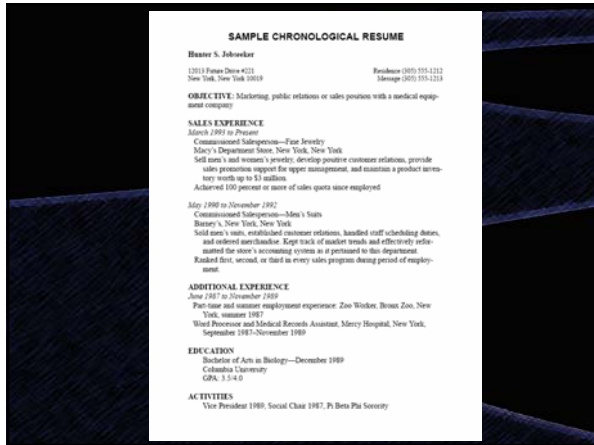 SAMPLE CHRONOLOGICAL RESUME
Hunter S. Jobseeker
12013 Future Drive #221 Residence (305) 555-1212
New York, New York 10019 Message (305) 555-1213
OBJECTIVE: Marketing, public relations or sales position with a medical equip-
ment company
SALES EXPERIENCE
March 1993 to Present
Commissioned Salesperson—Fine Jewelry
Macy's Department Store, New York, New York
Sell men's and women's jewelry, develop positive customer relations, provide
sales promotion support for upper management, and maintain a product inven-
tory worth up to $3 million.
Achieved 100 percent or more of sales quota since employed
May 1990 to November 1992
Commissioned Salesperson—Men's Suits
Barney's, New York, New York
Sold men's suits, established customer relations, handled staff scheduling duties,
and ordered merchandise. Kept track of market trends and effectively refor-
matted the store's accounting system as it pertained to this department
Ranked first, second, or third in every sales program during period of employ-
ment.
ADDITIONAL EXPERIENCE
June 1987 to November 1989
Part-time and summer employment experience: Zoo Worker, Bronx Zoo, New
York, summer 1987
Word Processor and Medical Records Assistant, Mercy Hospital, New York,
September 1987–November 1989
EDUCATION
Bachelor of Arts in Biology—December 1989
Columbia University
GPA: 3.5/4.0
ACTIVITIES
Vice President 1989, Social Chair 1987, Pi Beta Phi Sorority